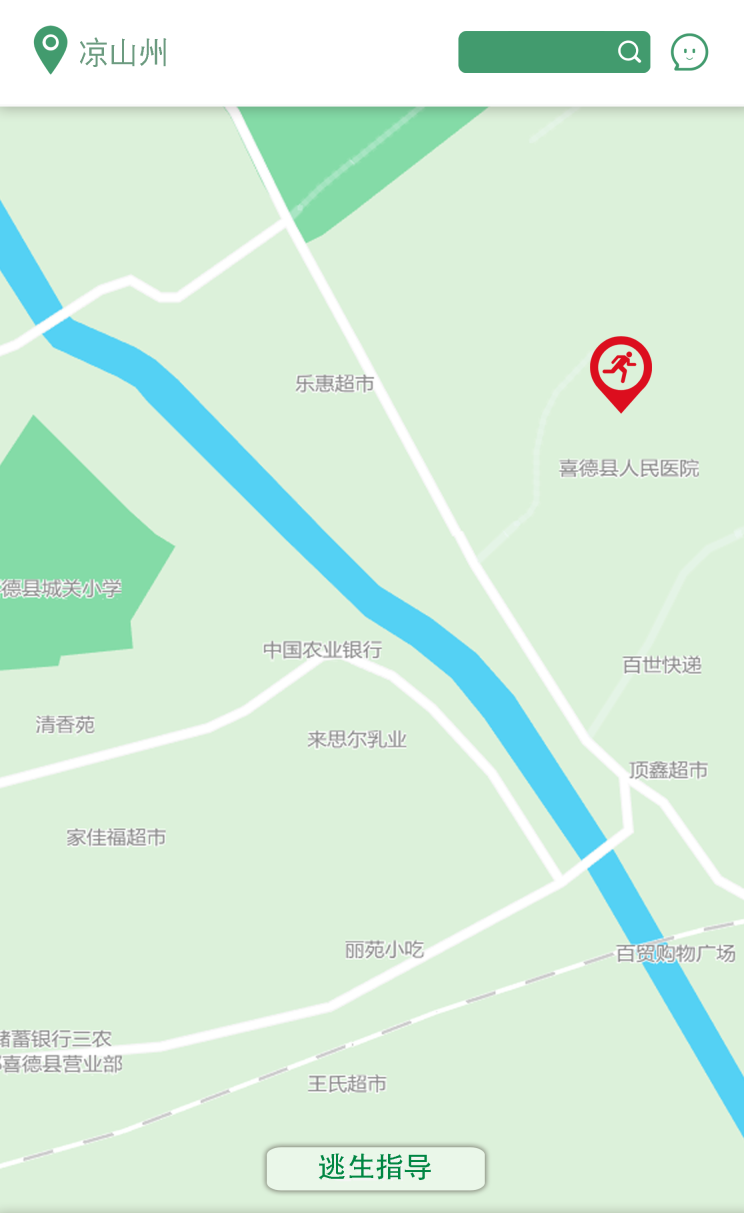 凉山州
乐惠超市
喜德县人民医院
德县城关小学
中国农业银行
百世快递
清香苑
来思尔乳业
顶鑫超市
家佳福超市
丽苑小吃
百贸购物广场
储蓄银行三农
喜德县营业部
王氏超市
逃生指导